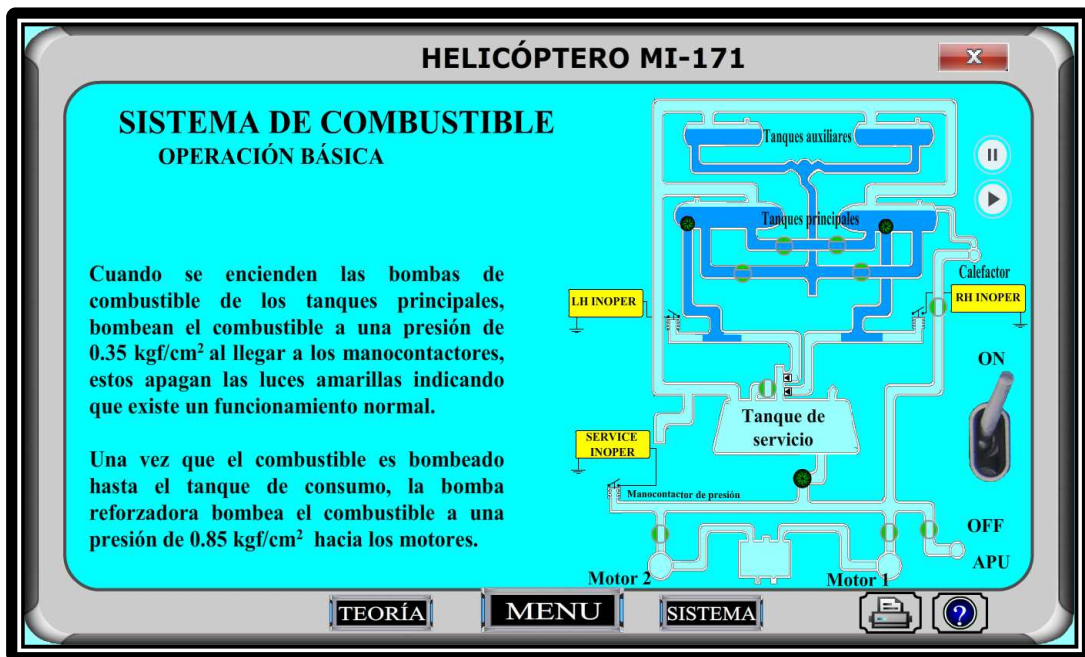 HELICÓPTERO MI-171
X
SISTEMA DE COMBUSTIBLE
OPERACIÓN BÁSICA
Cuando se encienden las bombas de
combustible de los tanques principales,
bombean el combustible a una presión de
0.35 kgf/cm² al llegar a los manocontactores,
estos apagan las luces amarillas indicando
que existe un funcionamiento normal.
Una vez que el combustible es bombeado
hasta el tanque de consumo, la bomba
reforzadora bombea el combustible a una
presión de 0.85 kgf/cm² hacia los motores.
Tanques auxiliares
Tanques principales
Calefactor
LH INOPER
RH INOPER
ON
Tanque de
servicio
SERVICE
INOPER
Manocontactor de presión
OFF
APU
Motor 2
Motor 1
TEORÍA
MENU
SISTEMA
?